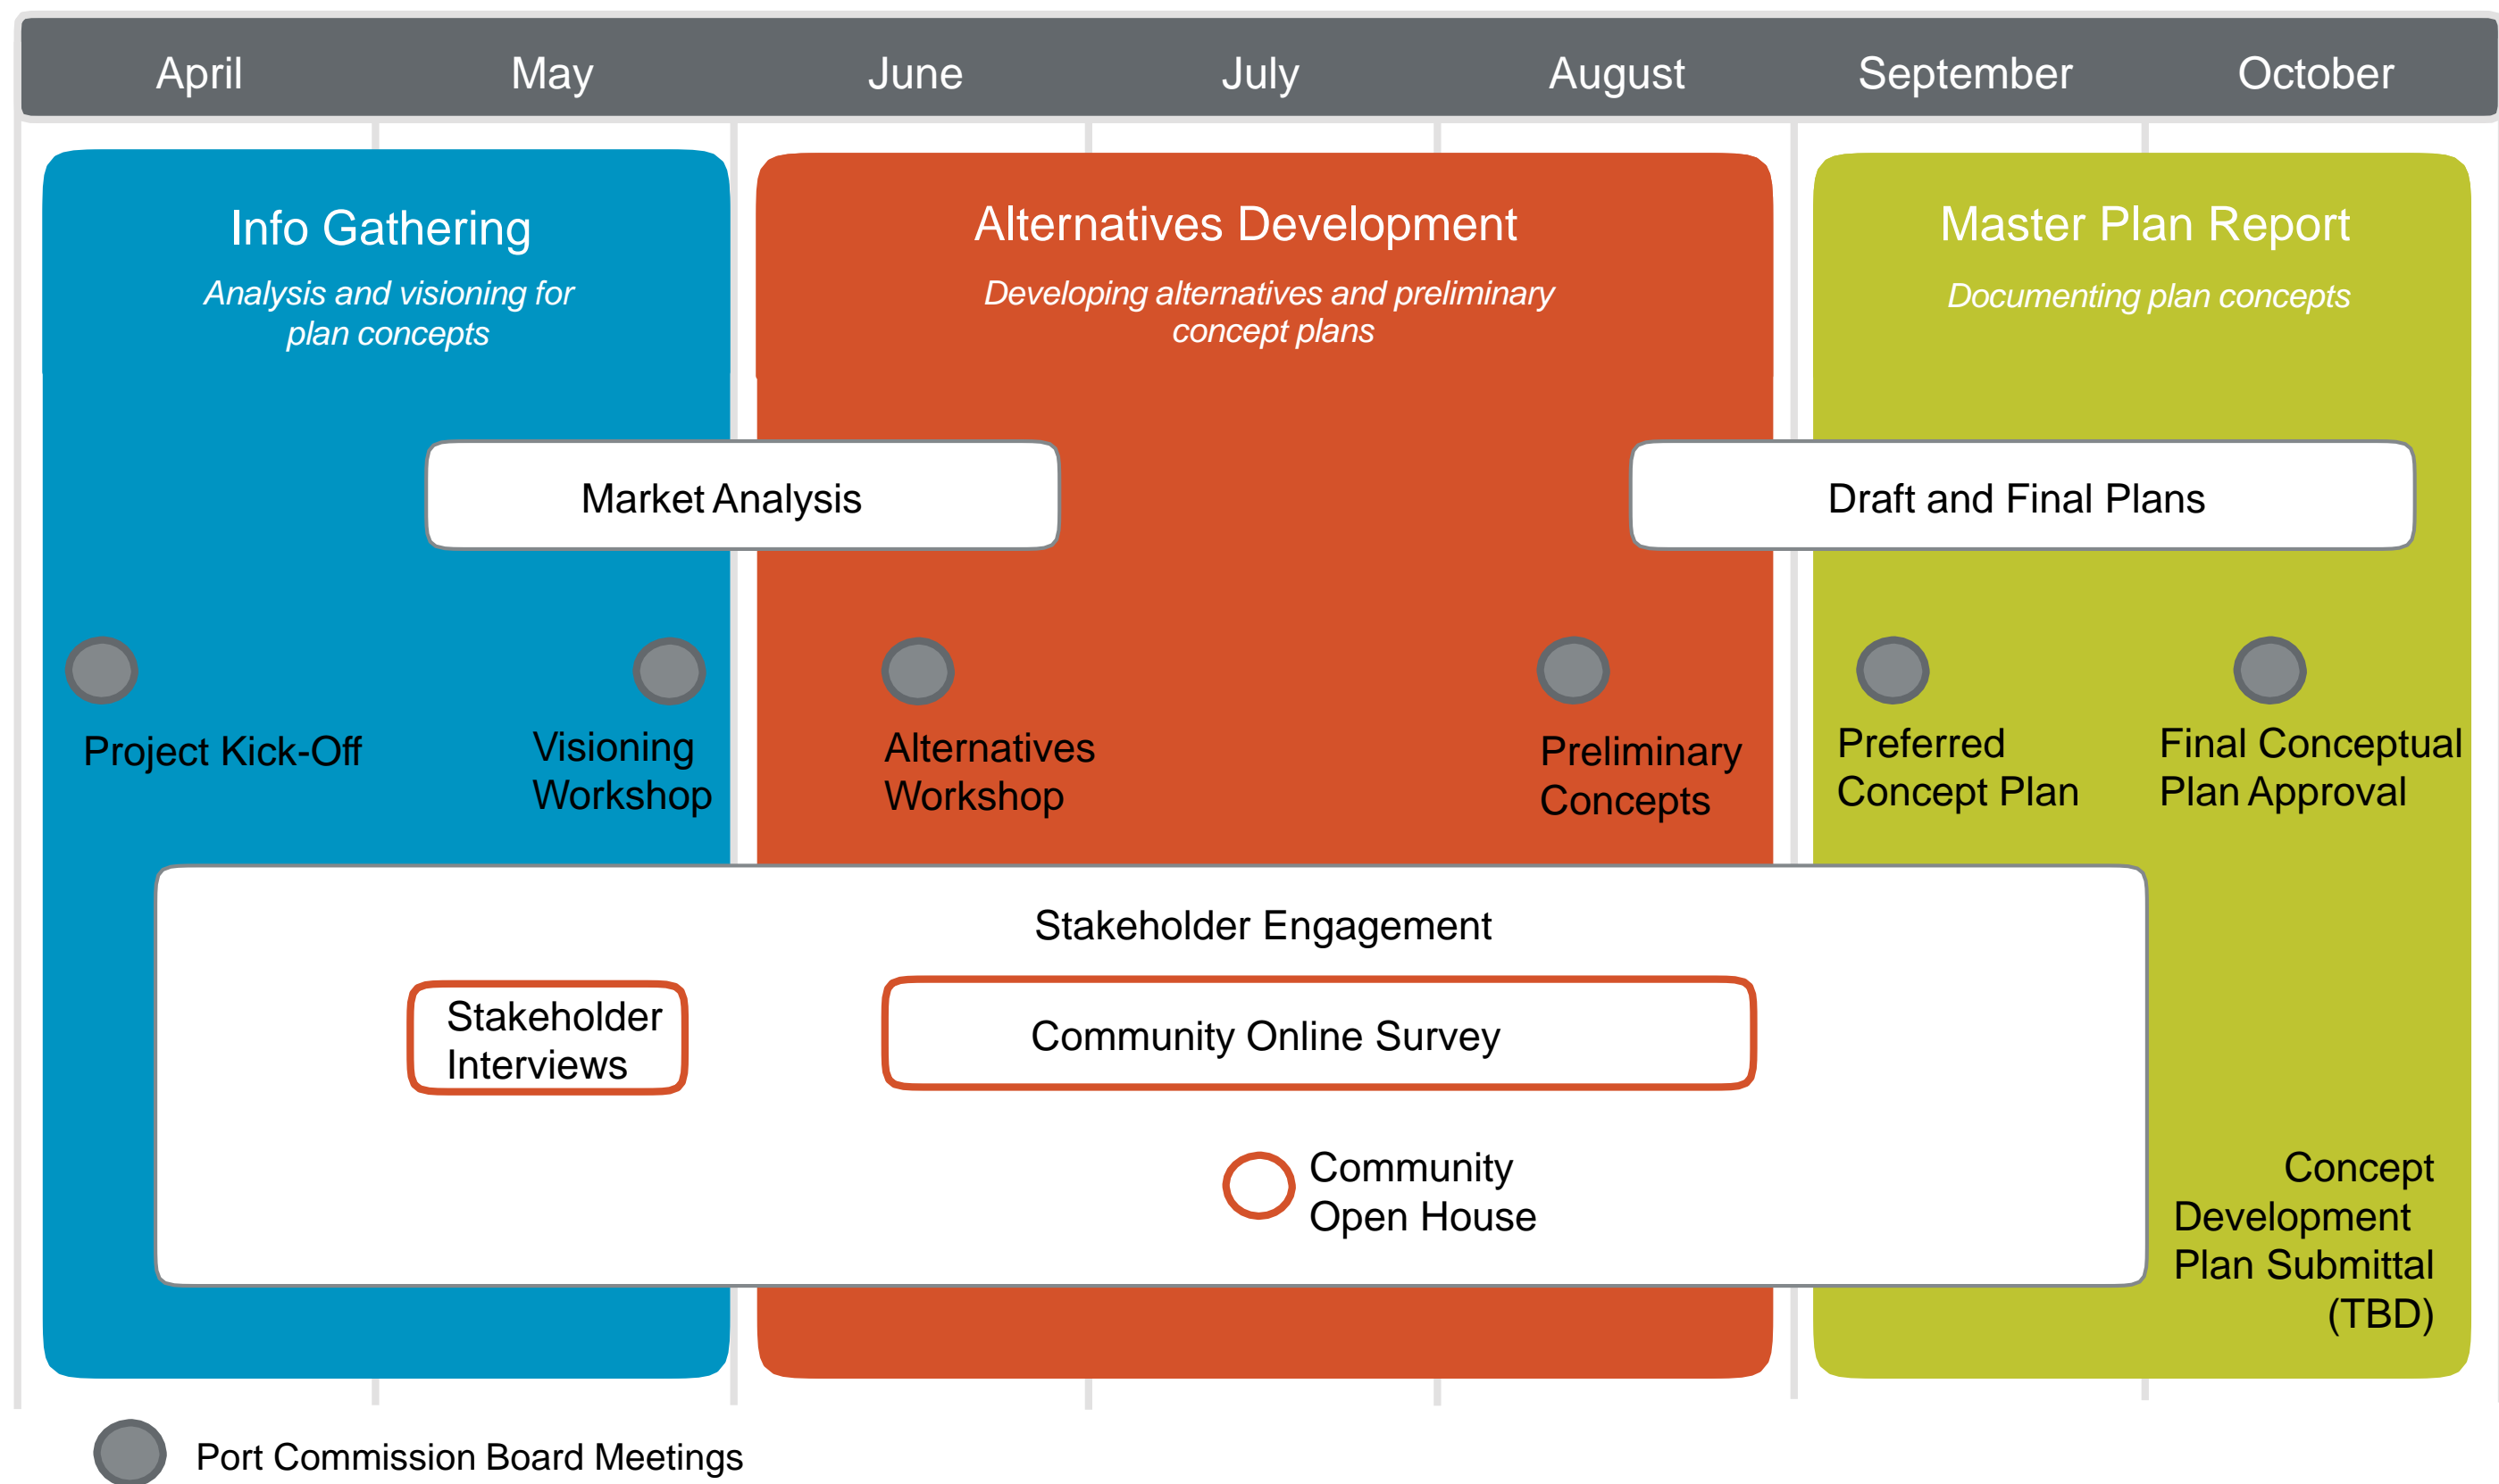 April May June July August September October
Info Gathering
Analysis and visioning for
plan concepts
Alternatives Development
Developing alternatives and preliminary
concept plans
Master Plan Report
Documenting plan concepts
Market Analysis
Draft and Final Plans
Project Kick-Off
Visioning
Workshop
Alternatives
Workshop
Preliminary
Concepts
Preferred
Concept Plan
Final Conceptual
Plan Approval
Stakeholder Engagement
Stakeholder
Interviews
Community Online Survey
Community
Open House
Concept
Development
Plan Submittal
(TBD)
Port Commission Board Meetings